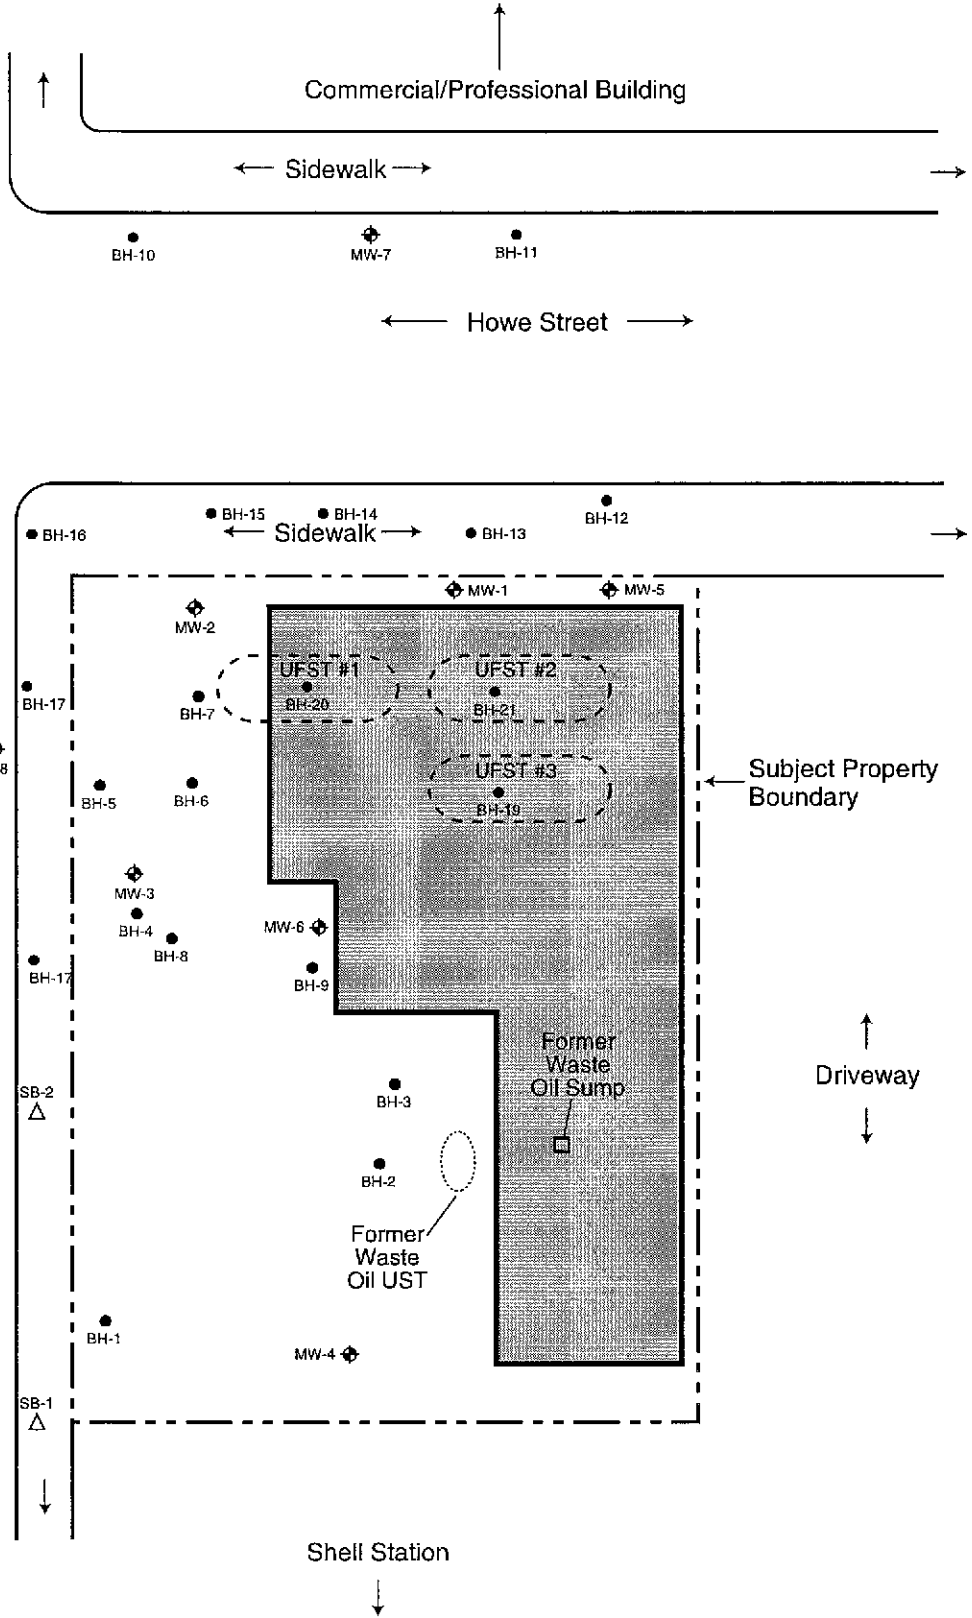 Commercial/Professional Building
Sidewalk
BH-10
MW-7
BH-11
Howe Street
BH-16
BH-15
BH-14
Sidewalk
BH-13
BH-12
MW-2
MW-1
MW-5
UFST #1
UFST #2
BH-17
BH-7
BH-20
BH-21
8
BH-5
BH-6
UFST #3
BH-19
Subject Property
Boundary
MW-3
BH-4
BH-8
MW-6
BH-9
BH-17
Former
Waste
Oil Sump
Driveway
SB-2
BH-3
BH-2
Former
Waste
Oil UST
BH-1
MW-4
SB-1
Shell Station